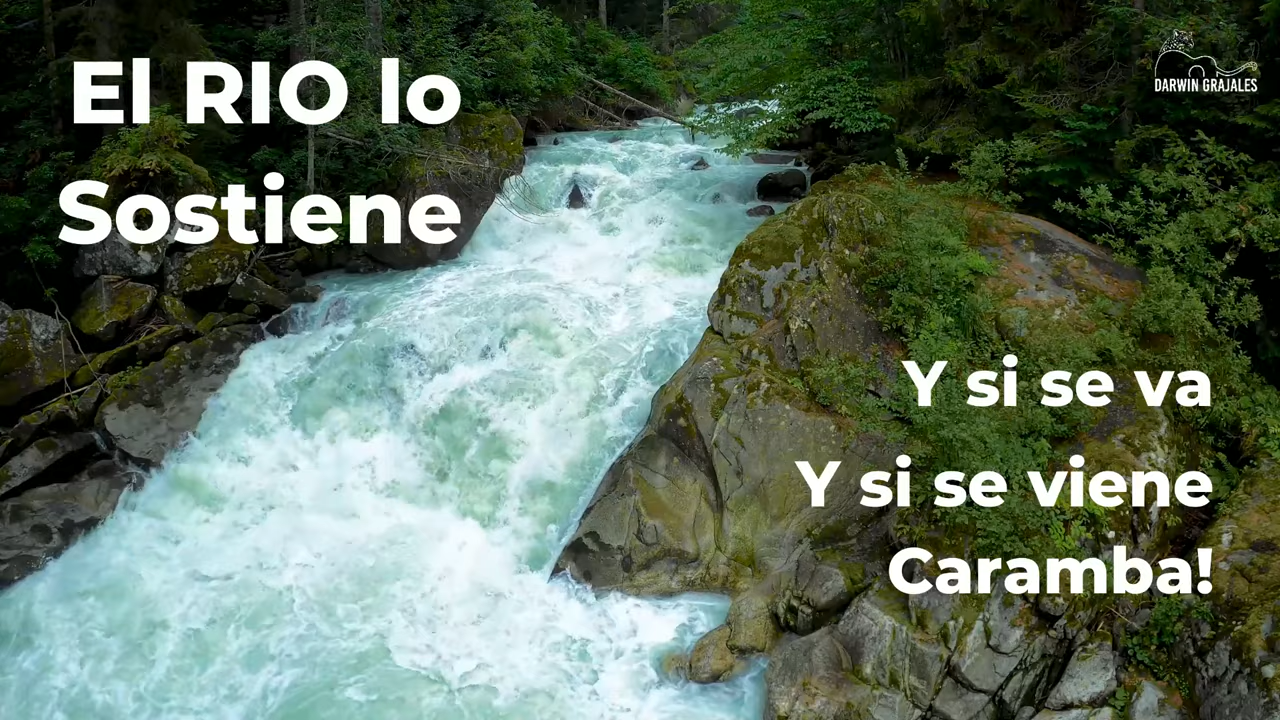 El RIO lo
Sostiene
DARWIN GRAJALES
Y si se va
Y si se viene
Caramba!